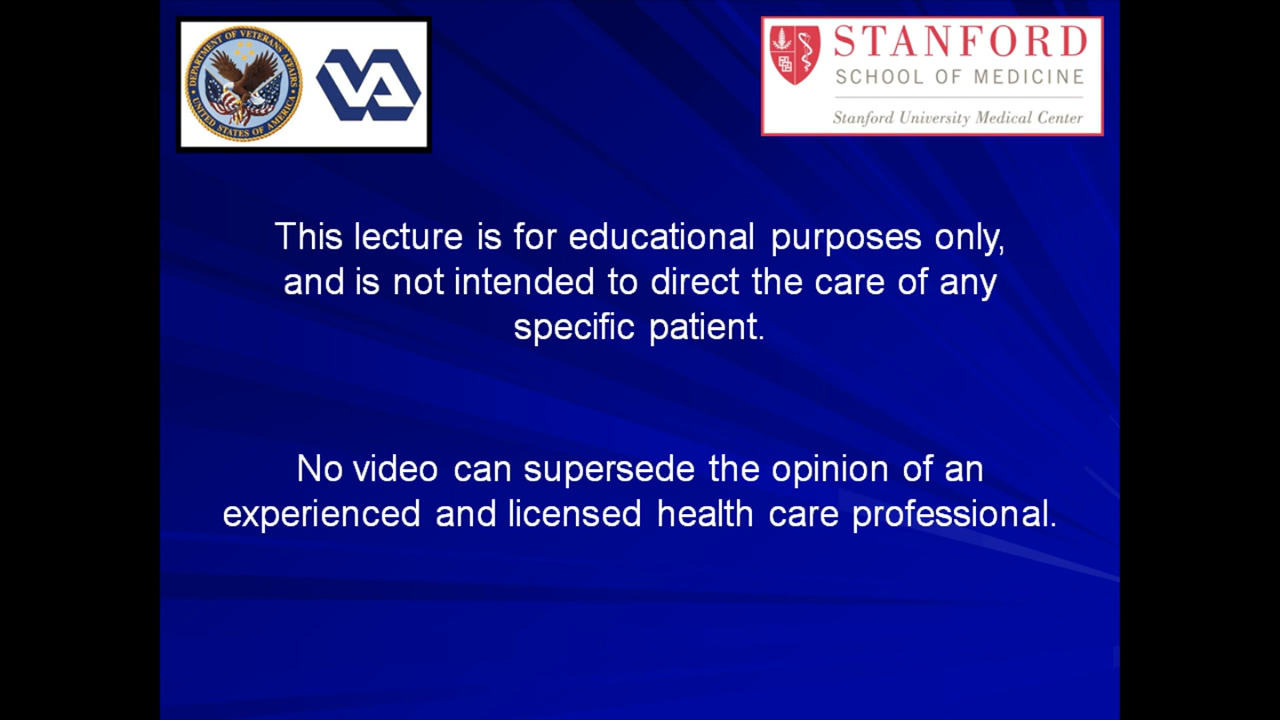 DEPARTMENT OF VETERANS AFFAIRS
UNITED STATES OF AMERICA
VA
STANFORD
SCHOOL OF MEDICINE
Stanford University Medical Center
This lecture is for educational purposes only,
and is not intended to direct the care of any
specific patient.
No video can supersede the opinion of an
experienced and licensed health care professional.